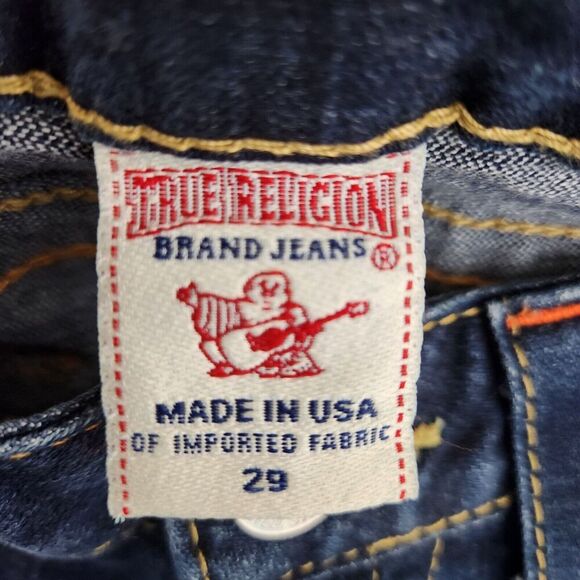 TRUE RELIGION
BRAND JEANS ®
MADE IN USA
OF IMPORTED FABRIC
29